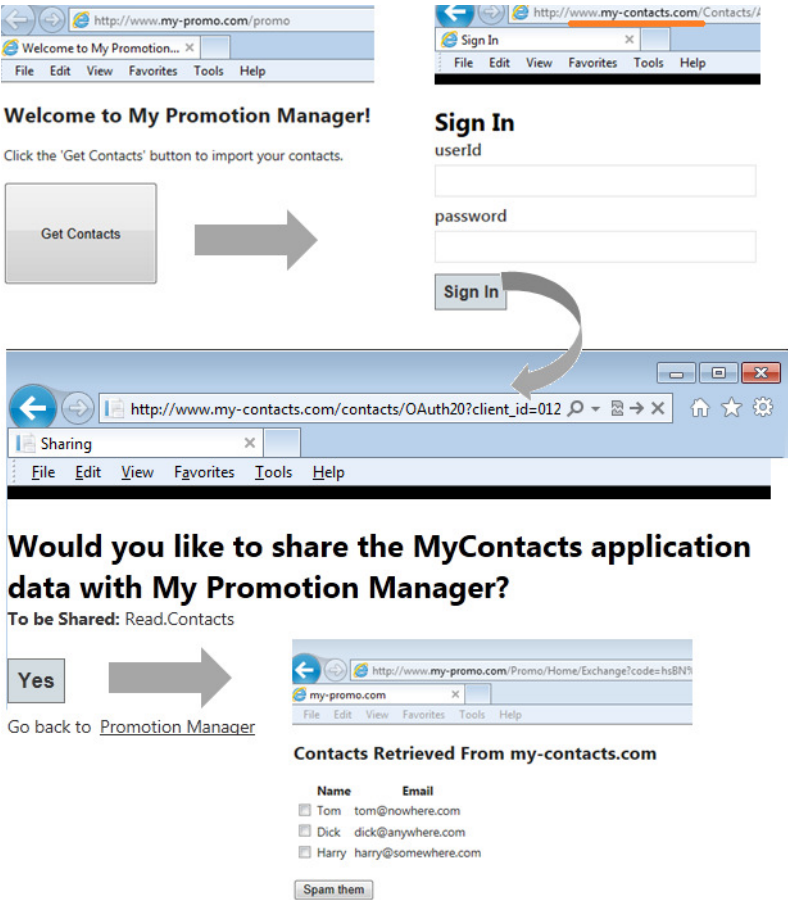 http://www.my-promo.com/promo
Welcome to My Promotion...
File Edit View Favorites Tools Help
Welcome to My Promotion Manager!
Click the 'Get Contacts' button to import your contacts.
Get Contacts
http://www.my-contacts.com/Contacts/A
Sign In
File Edit View Favorites Tools Help
Sign In
userId
password
Sign In
http://www.my-contacts.com/contacts/OAuth20?client_id=012
Sharing
File Edit View Favorites Tools Help
Would you like to share the MyContacts application
data with My Promotion Manager?
To be Shared: Read.Contacts
Yes
Go back to Promotion Manager
http://www.my-promo.com/Promo/Home/Exchange?code=hsBN%
my-promo.com
File Edit View Favorites Tools Help
Contacts Retrieved From my-contacts.com
Name Email
Tom tom@nowhere.com
Dick dick@anywhere.com
Harry harry@somewhere.com
Spam them